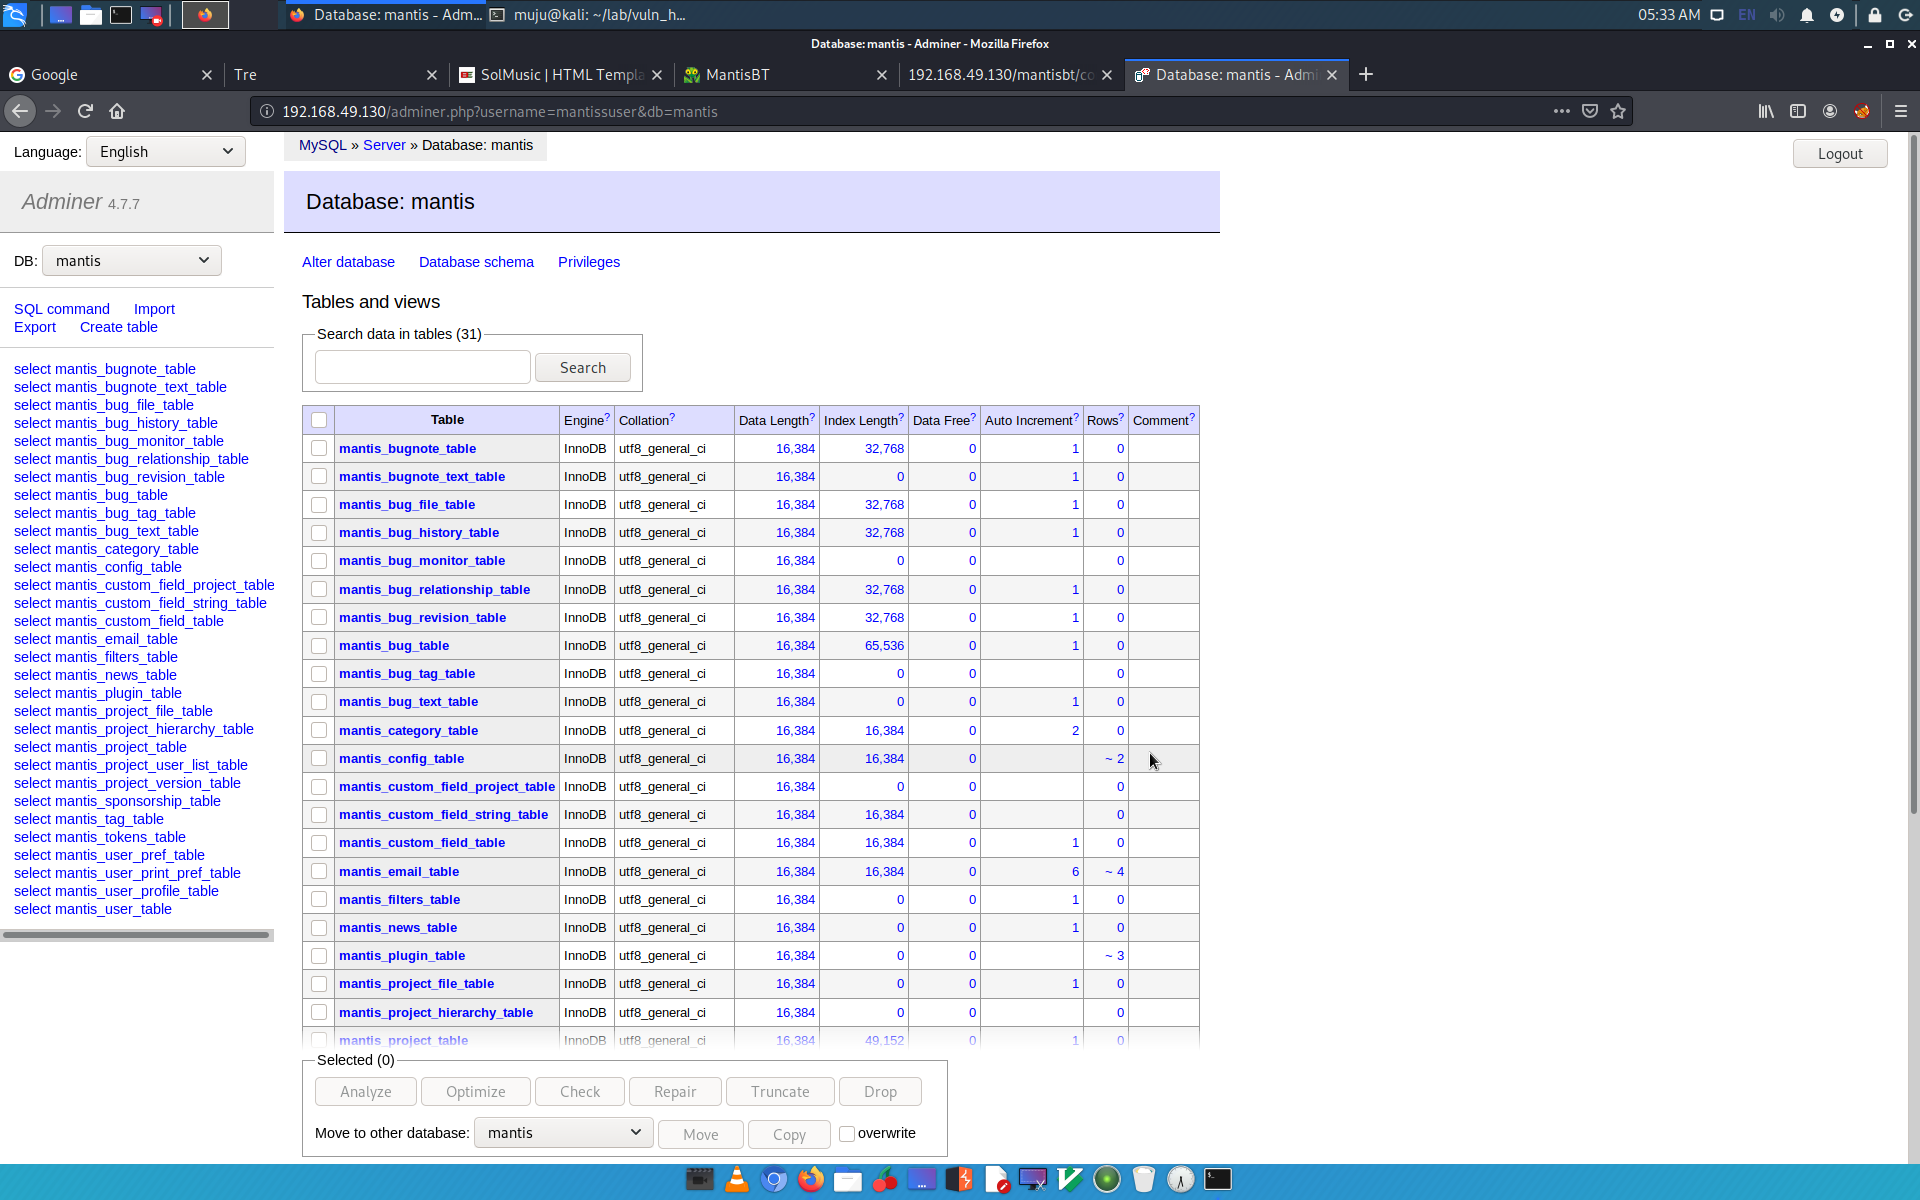 Database: mantis - Adm...
muju@kali: ~/lab/vuln_h...
05:33 AM
EN
Database: mantis - Adminer - Mozilla Firefox
Google
Tre
SolMusic | HTML Templa
MantisBT
192.168.49.130/mantisbt/co
Database: mantis - Admi
192.168.49.130/adminer.php?username=mantissuser&db=mantis
Language: English
MySQL » Server » Database: mantis
Logout
Adminer 4.7.7
Database: mantis
DB: mantis
Alter database Database schema Privileges
SQL command Import
Export Create table
Tables and views
Search data in tables (31)
Search
select mantis_bugnote_table
select mantis_bugnote_text_table
select mantis_bug_file_table
select mantis_bug_history_table
select mantis_bug_monitor_table
select mantis_bug_relationship_table
select mantis_bug_revision_table
select mantis_bug_table
select mantis_bug_tag_table
select mantis_bug_text_table
select mantis_category_table
select mantis_config_table
select mantis_custom_field_project_table
select mantis_custom_field_string_table
select mantis_custom_field_table
select mantis_email_table
select mantis_filters_table
select mantis_news_table
select mantis_plugin_table
select mantis_project_file_table
select mantis_project_hierarchy_table
select mantis_project_table
select mantis_project_user_list_table
select mantis_project_version_table
select mantis_sponsorship_table
select mantis_tag_table
select mantis_tokens_table
select mantis_user_pref_table
select mantis_user_print_pref_table
select mantis_user_profile_table
select mantis_user_table
Table Engine? Collation? Data Length? Index Length? Data Free? Auto Increment? Rows? Comment?
mantis_bugnote_table InnoDB utf8_general_ci 16,384 32,768 0 1 0
mantis_bugnote_text_table InnoDB utf8_general_ci 16,384 0 0 1 0
mantis_bug_file_table InnoDB utf8_general_ci 16,384 32,768 0 1 0
mantis_bug_history_table InnoDB utf8_general_ci 16,384 32,768 0 1 0
mantis_bug_monitor_table InnoDB utf8_general_ci 16,384 0 0 0
mantis_bug_relationship_table InnoDB utf8_general_ci 16,384 32,768 0 1 0
mantis_bug_revision_table InnoDB utf8_general_ci 16,384 32,768 0 1 0
mantis_bug_table InnoDB utf8_general_ci 16,384 65,536 0 1 0
mantis_bug_tag_table InnoDB utf8_general_ci 16,384 0 0 0
mantis_bug_text_table InnoDB utf8_general_ci 16,384 0 0 1 0
mantis_category_table InnoDB utf8_general_ci 16,384 16,384 0 2 0
mantis_config_table InnoDB utf8_general_ci 16,384 16,384 0 ~ 2
mantis_custom_field_project_table InnoDB utf8_general_ci 16,384 0 0 0
mantis_custom_field_string_table InnoDB utf8_general_ci 16,384 16,384 0 0
mantis_custom_field_table InnoDB utf8_general_ci 16,384 16,384 0 1 0
mantis_email_table InnoDB utf8_general_ci 16,384 16,384 0 6 ~ 4
mantis_filters_table InnoDB utf8_general_ci 16,384 0 0 1 0
mantis_news_table InnoDB utf8_general_ci 16,384 0 0 1 0
mantis_plugin_table InnoDB utf8_general_ci 16,384 0 0 ~ 3
mantis_project_file_table InnoDB utf8_general_ci 16,384 0 0 1 0
mantis_project_hierarchy_table InnoDB utf8_general_ci 16,384 0 0 0
mantis_project_table InnoDB utf8_general_ci 16,384 49,152 0 1 0
Selected (0)
Analyze Optimize Check Repair Truncate Drop
Move to other database: mantis Move Copy overwrite